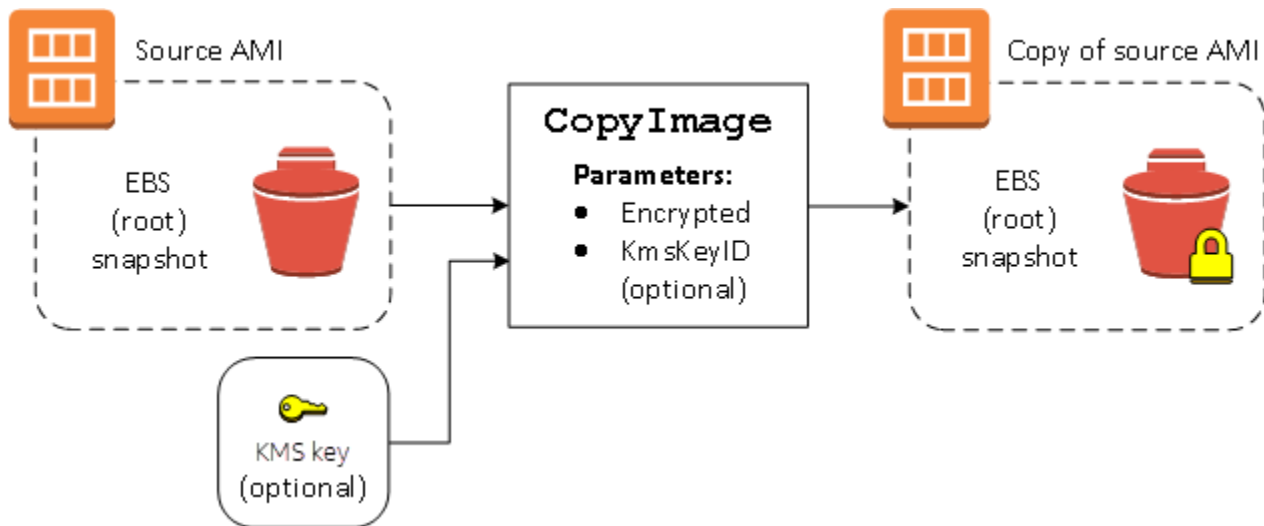 Source AMI
EBS
(root)
snapshot
KMS key
(optional)
CopyImage
Parameters:
● Encrypted
● KmsKeyID
(optional)
Copy of source AMI
EBS
(root)
snapshot